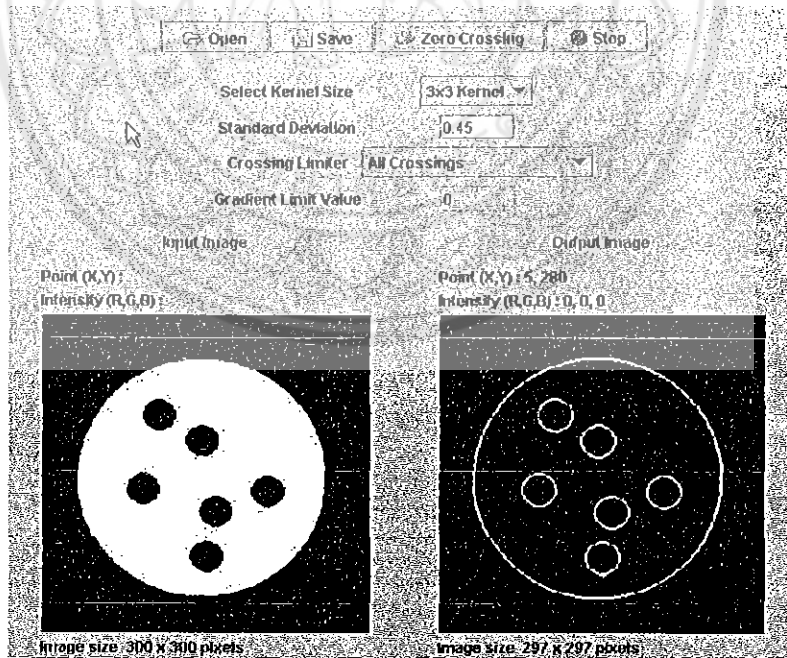 Open Save Zero Crossing Stop
Select Kernel Size 3x3 Kernel
Standard Deviation 0.45
Crossing Limiter All Crossings
Gradient Limit Value 0
Input Image Output Image
Point (X,Y) : Point (X,Y) : 5, 280
Intensity (R,G,B) : Intensity (R,G,B) : 0, 0, 0
Image size 300 x 300 pixels Image size 297 x 297 pixels